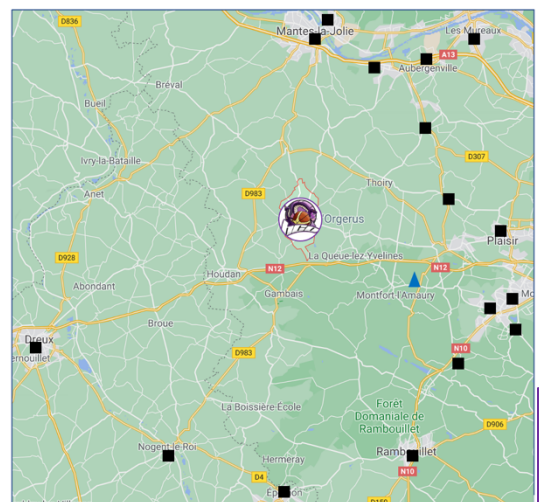 D836
Mantes-la-Jolie
Les Mureaux
A13
Aubergenville
Bréval
Bueil
Ivry-la-Bataille
D307
Thoiry
Anet
D983
Orgerus
Plaisir
La Queue-lez-Yvelines
D928
N12
N12
Houdan
Abondant
Gambais
Montfort-l'Amaury
Mo
Broue
Dreux
ernouillet
N10
D983
La Boissière-École
Forêt
Domaniale de
Rambouillet
D906
Nogent-le-Roi
Hermeray
Rambouillet
D4
N10
Epernon